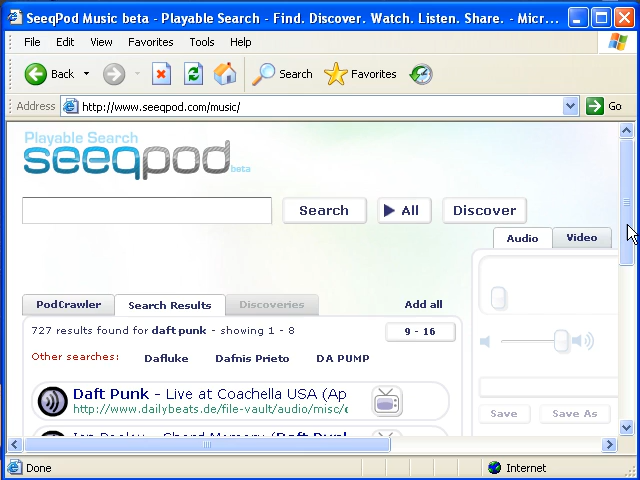 SeeqPod Music beta - Playable Search - Find. Discover. Watch. Listen. Share. - Micr...
File Edit View Favorites Tools Help
Back Search Favorites
Address http://www.seeqpod.com/music/ Go
Playable Search
seeqpod beta
Search All Discover
Audio Video
PodCrawler Search Results Discoveries Add all
727 results found for daft punk - showing 1 - 8 9 - 16
Other searches: Dafluke Dafnis Prieto DA PUMP
Daft Punk - Live at Coachella USA (Ap
http://www.dailybeats.de/file-vault/audio/misc/
Save Save As
Done Internet